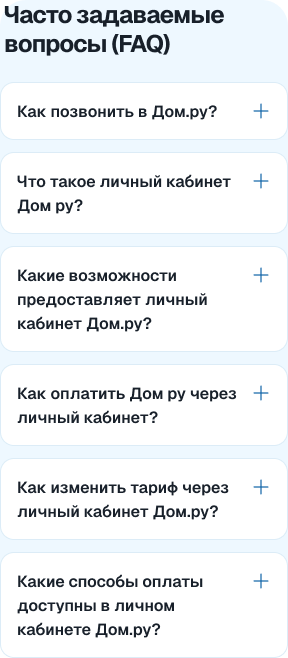 Часто задаваемые
вопросы (FAQ)
Как позвонить в Дом.ру?
Что такое личный кабинет
Дом ру?
Какие возможности
предоставляет личный
кабинет Дом.ру?
Как оплатить Дом ру через
личный кабинет?
Как изменить тариф через
личный кабинет Дом.ру?
Какие способы оплаты
доступны в личном
кабинете Дом.ру?